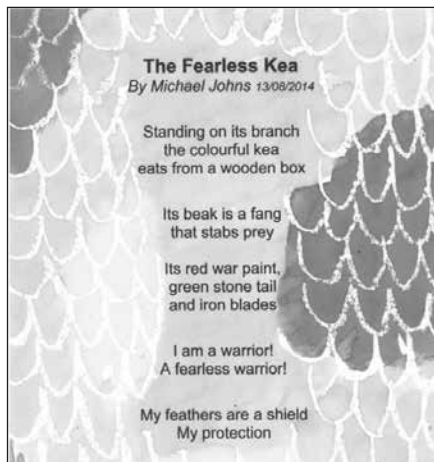 The Fearless Kea
By Michael Johns 13/08/2014
Standing on its branch
the colourful kea
eats from a wooden box
Its beak is a fang
that stabs prey
Its red war paint,
green stone tail
and iron blades
I am a warrior!
A fearless warrior!
My feathers are a shield
My protection